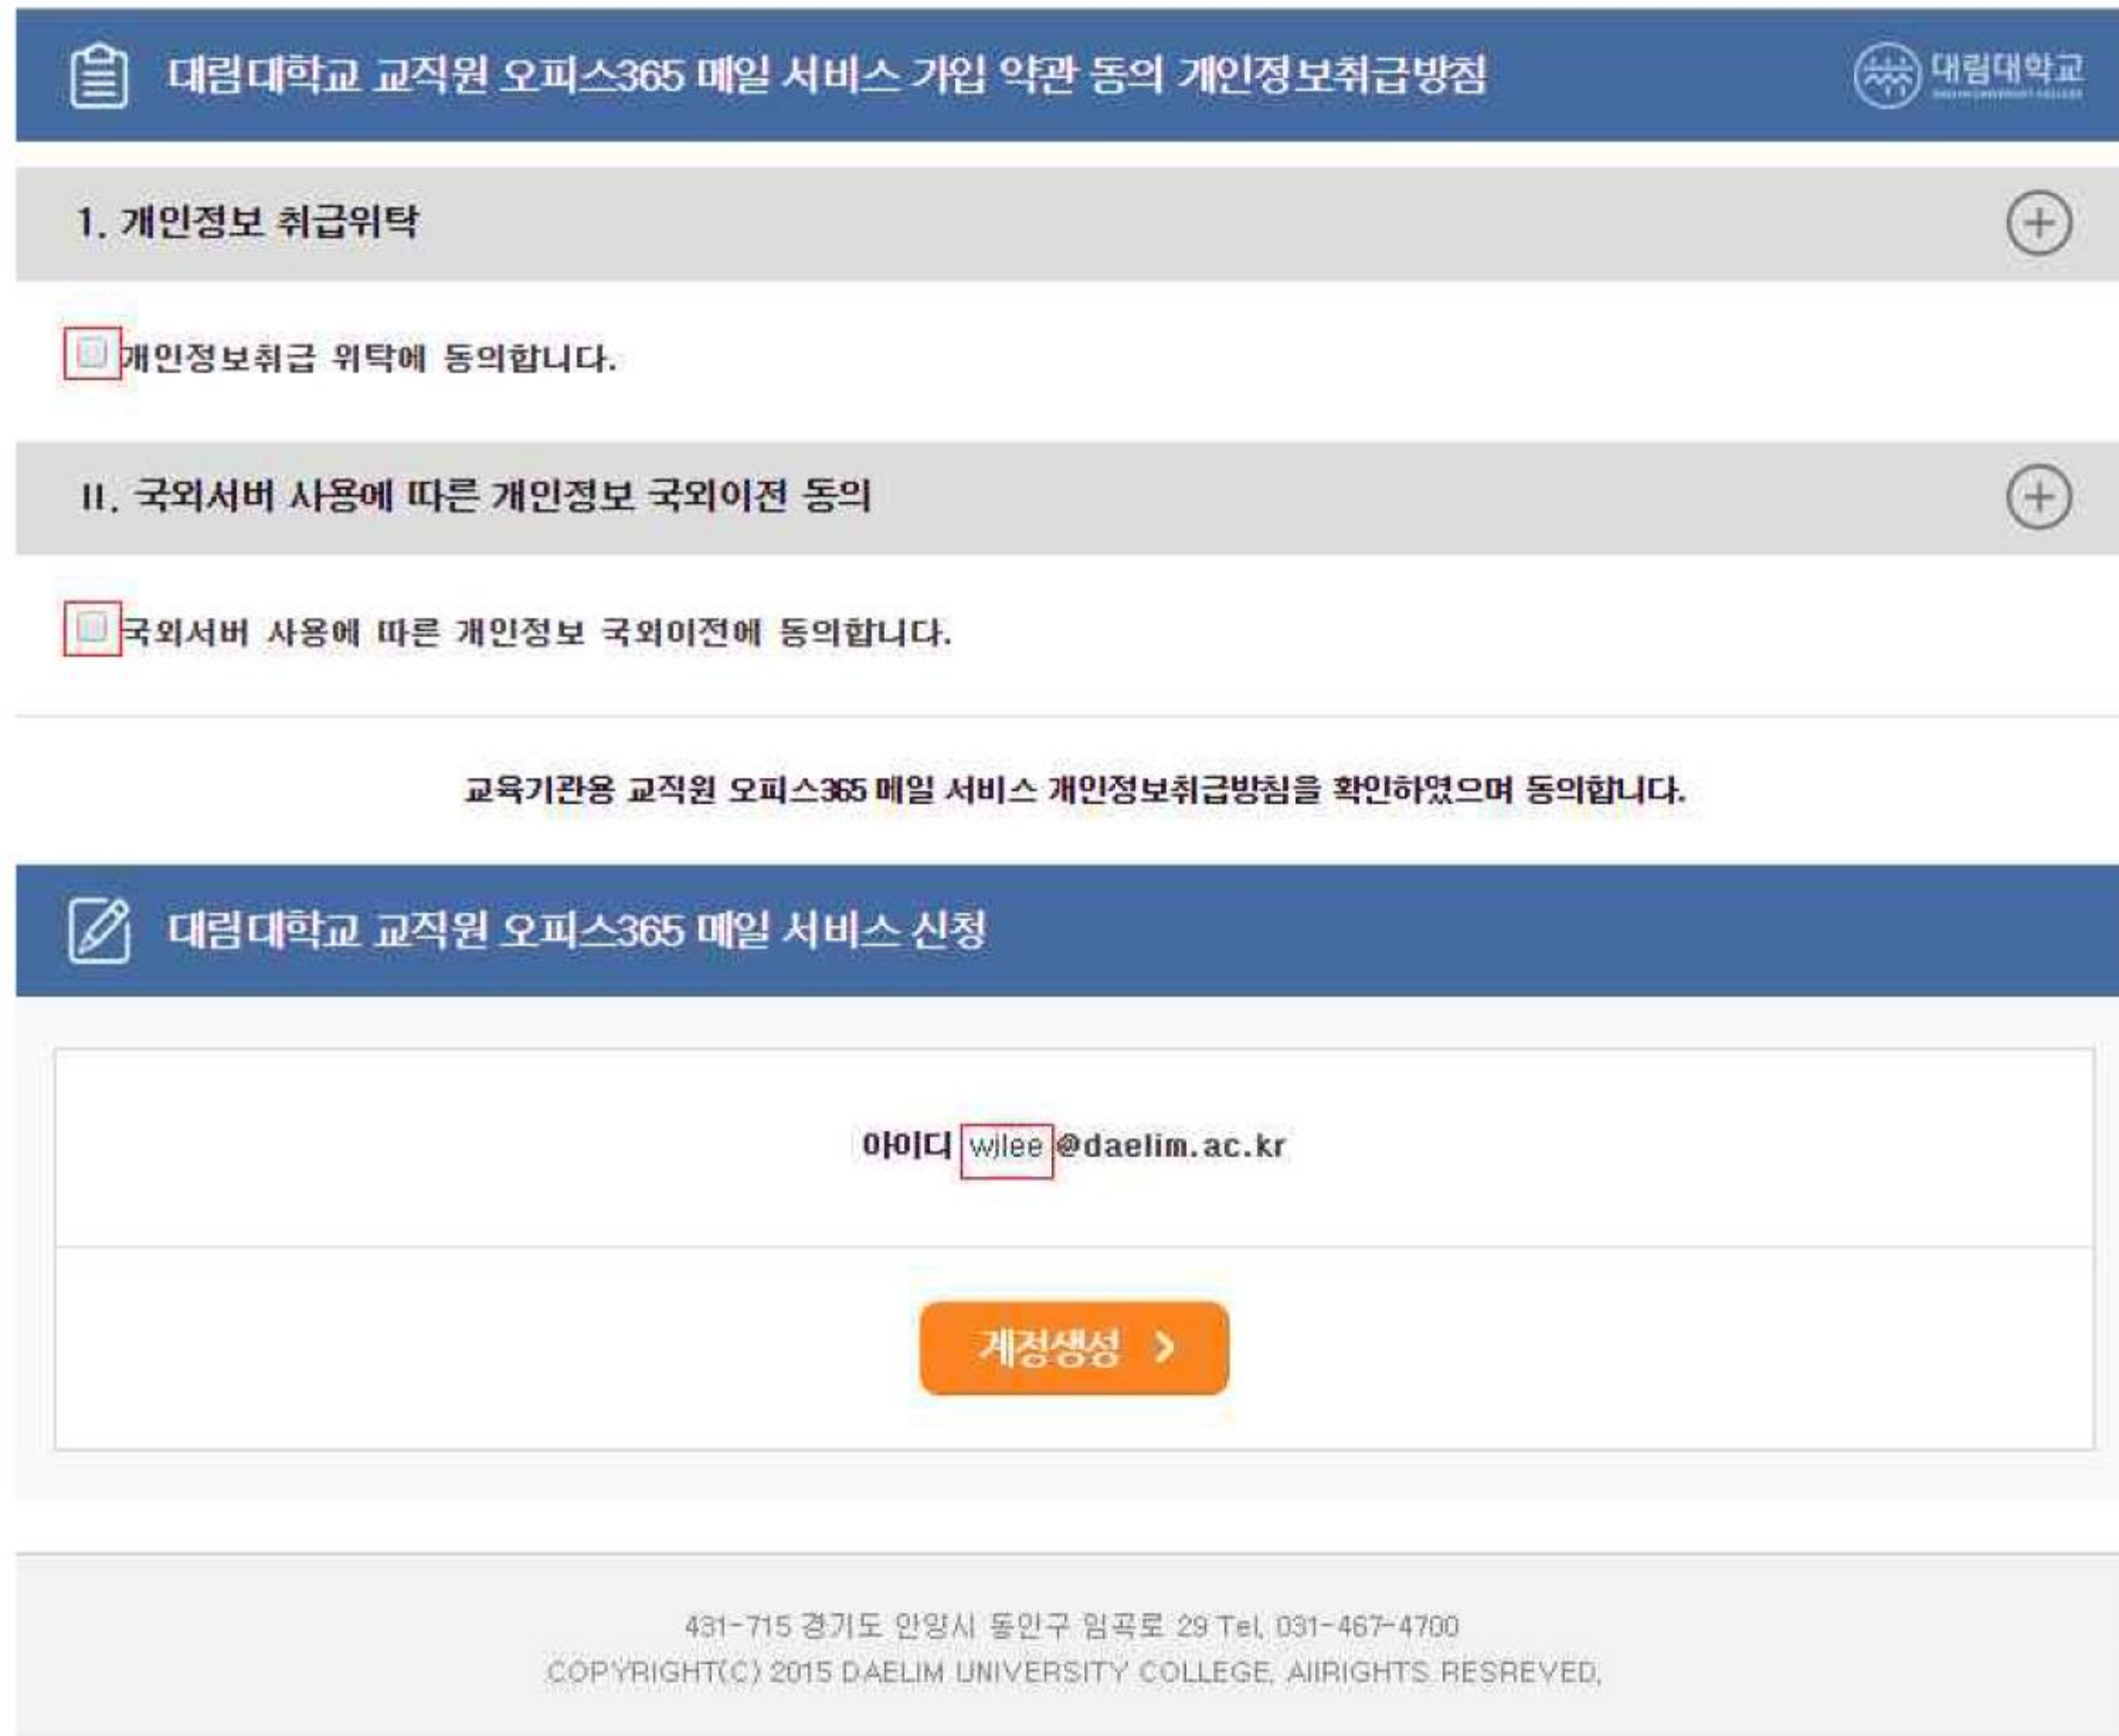 대림대학교 교직원 오피스365 메일 서비스 가입 약관 동의 개인정보취급방침
대림대학교
1. 개인정보 취급위탁
개인정보취급 위탁에 동의합니다.
II. 국외서버 사용에 따른 개인정보 국외이전 동의
국외서버 사용에 따른 개인정보 국외이전에 동의합니다.
교육기관용 교직원 오피스365 메일 서비스 개인정보취급방침을 확인하였으며 동의합니다.
대림대학교 교직원 오피스365 메일 서비스 신청
아이디 wjlee @daelim.ac.kr
계정생성
431-715 경기도 안양시 동안구 임곡로 29 Tel, 031-467-4700
COPYRIGHT(C) 2015 DAELIM UNIVERSITY COLLEGE, AllRIGHTS RESREVED,